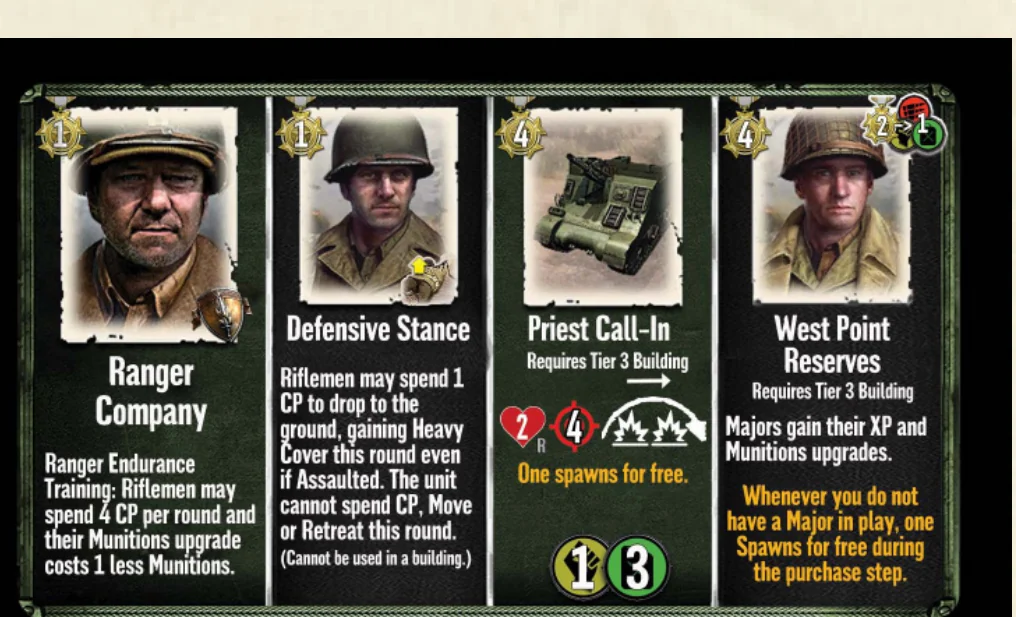 1
Ranger
Company
Ranger Endurance
Training: Riflemen may
spend 4 CP per round and
their Munitions upgrade
costs 1 less Munitions.
1
Defensive Stance
Riflemen may spend 1
CP to drop to the
ground, gaining Heavy
Cover this round even
if Assaulted. The unit
cannot spend CP, Move
or Retreat this round.
(Cannot be used in a building.)
4
Priest Call-In
Requires Tier 3 Building
2
R
4
One spawns for free.
1 3
4
2 1
West Point
Reserves
Requires Tier 3 Building
Majors gain their XP and
Munitions upgrades.
Whenever you do not
have a Major in play, one
Spawns for free during
the purchase step.